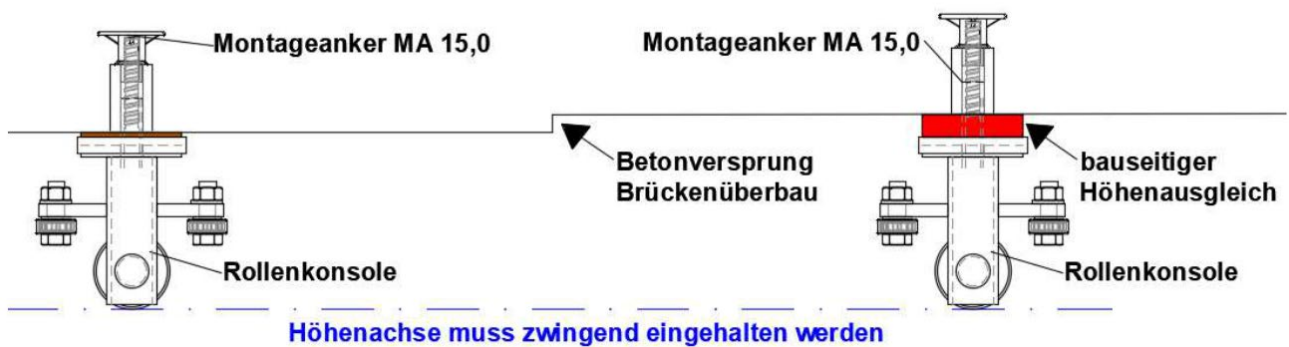 Montageanker MA 15,0
Montageanker MA 15,0
Betonversprung
Brückenüberbau
bauseitiger
Höhenausgleich
Rollenkonsole
Rollenkonsole
Höhenachse muss zwingend eingehalten werden